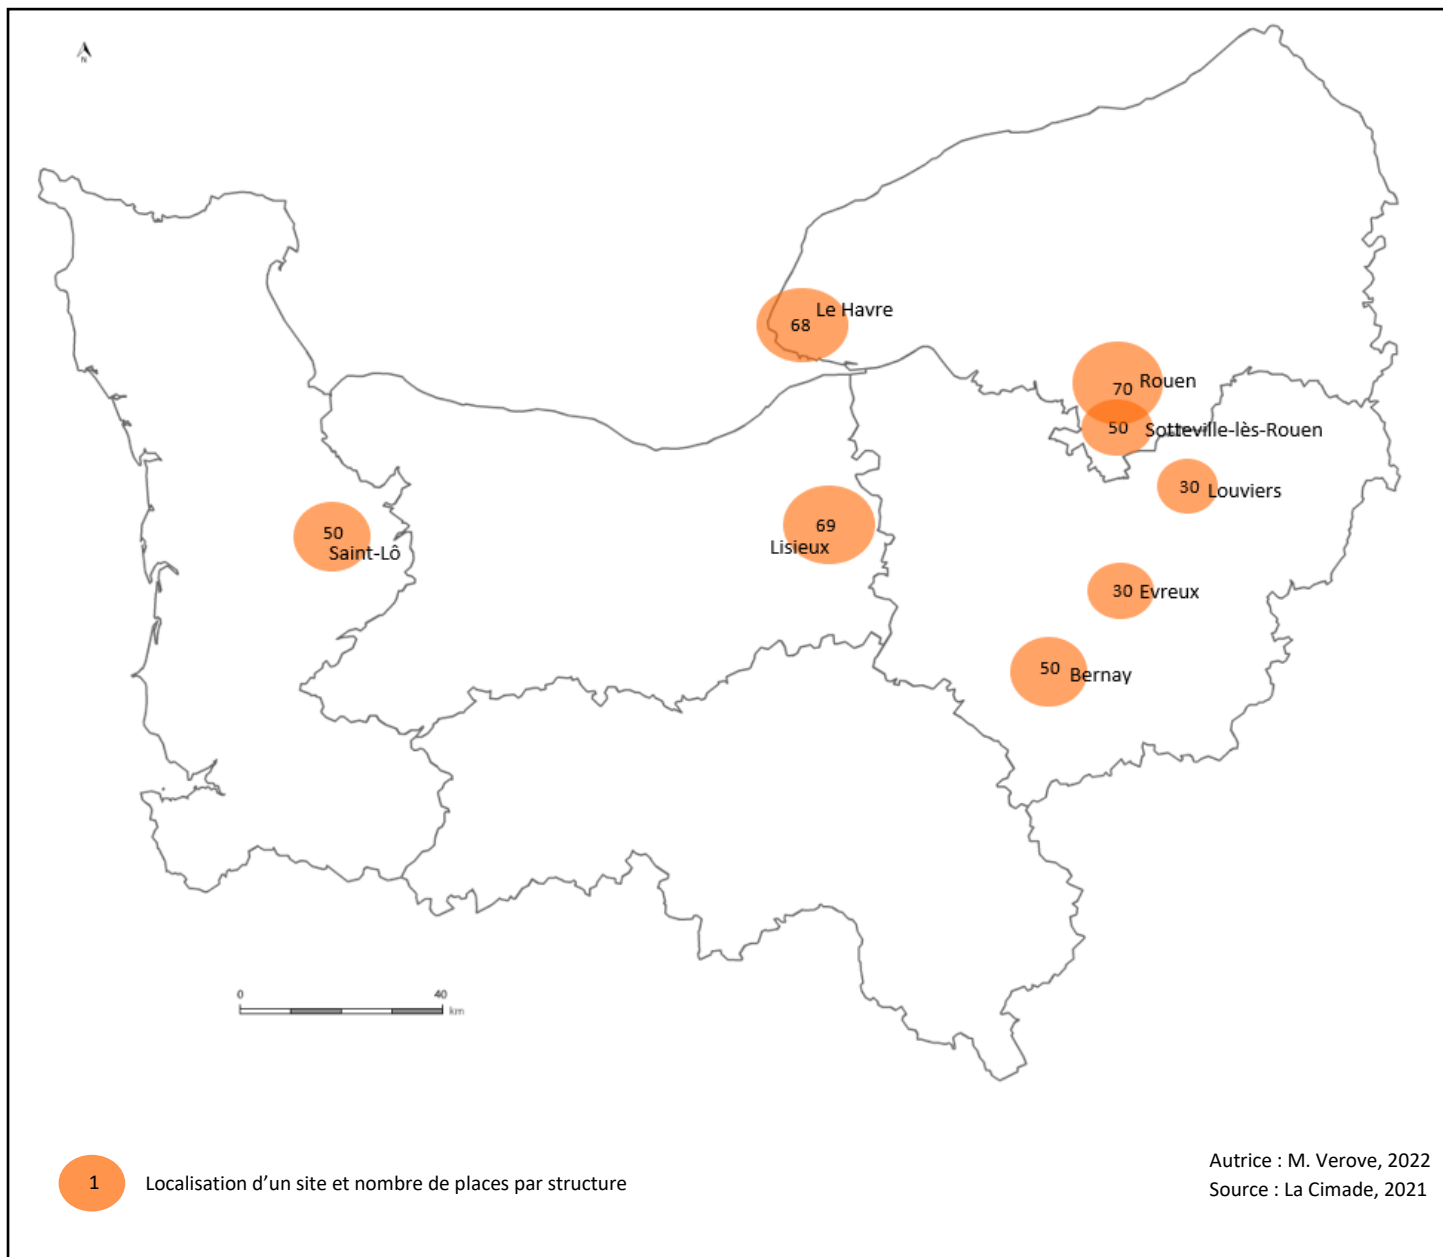 N
68 Le Havre
70 Rouen
50 Sotteville-lès-Rouen
30 Louviers
50
Saint-Lô
69
Lisieux
30 Evreux
50 Bernay
0 40
km
1 Localisation d’un site et nombre de places par structure
Autrice : M. Verove, 2022
Source : La Cimade, 2021